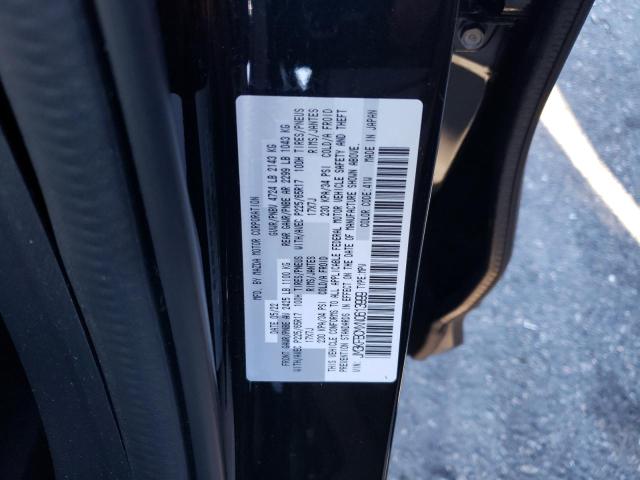 MFD. BY MAZDA MOTOR CORPORATION
DATE 05/22 GVWR/PNBV 4724 LB 2143 KG
FRONT GAWR/PNBE AV 2425 LB 1100 KG REAR GAWR/PNBE AR 2299 LB 1043 KG
WITH/AVEC P225/65R17 100H TIRES/PNEUS WITH/AVEC P225/65R17 100H TIRES/PNEUS
17X7J RIMS/JANTES 17X7J RIMS/JANTES
230 KPA/34 PSI COLD/A FROID 230 KPA/34 PSI COLD/A FROID
THIS VEHICLE CONFORMS TO ALL APPLICABLE FEDERAL MOTOR VEHICLE SAFETY AND THEFT
PREVENTION STANDARDS IN EFFECT ON THE DATE OF MANUFACTURE SHOWN ABOVE.
VIN: TYPE:MPV COLOR CODE:41W MADE IN JAPAN